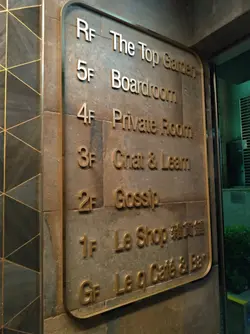 RF The Top Garden
5F Boardroom
4F Private Room
3F Chat & Learn
2F Gossip
1F Le Shop
GF Le q Café & Bar